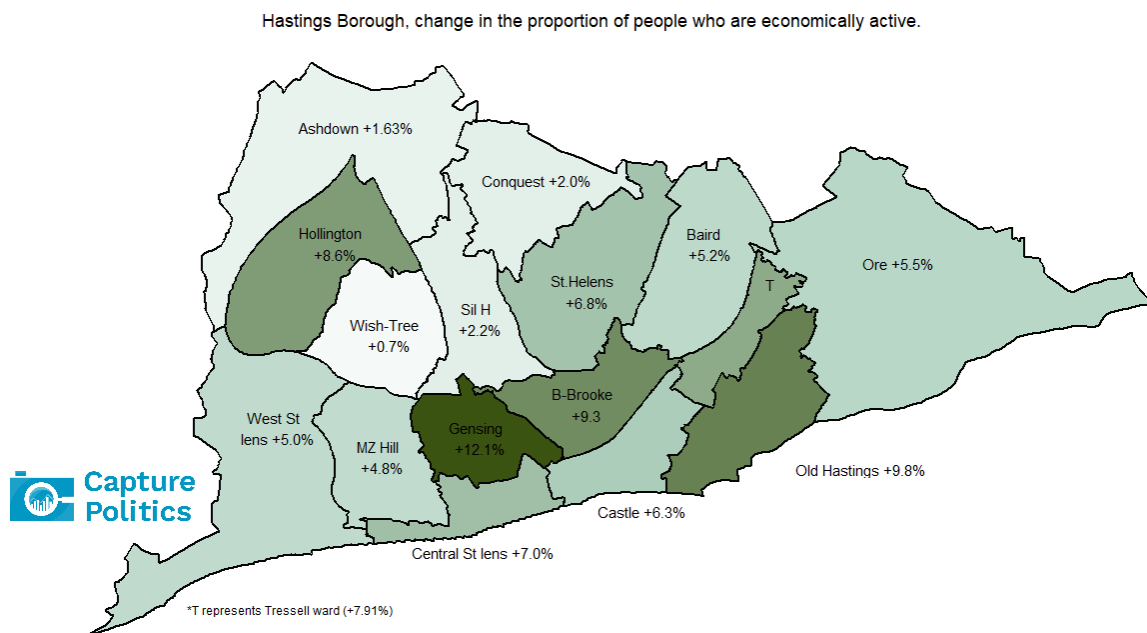 Hastings Borough, change in the proportion of people who are economically active.
Ashdown +1.63%
Conquest +2.0%
Hollington
+8.6%
Baird
+5.2%
Ore +5.5%
St.Helens
+6.8%
T
Sil H
+2.2%
Wish-Tree
+0.7%
B-Brooke
+9.3
West St
lens +5.0%
MZ Hill
+4.8%
Gensing
+12.1%
Old Hastings +9.8%
Capture
Politics
Castle +6.3%
Central St lens +7.0%
*T represents Tressell ward (+7.91%)